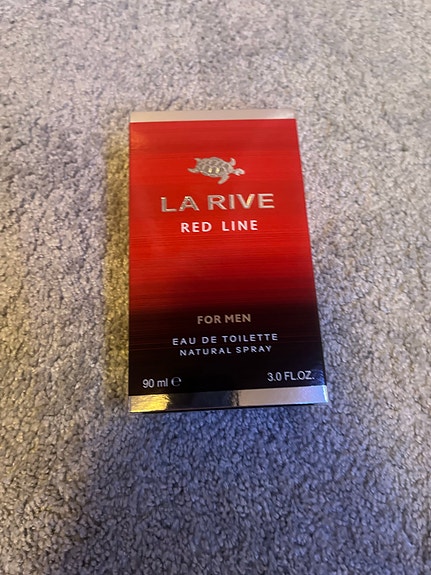 LA RIVE
RED LINE
FOR MEN
EAU DE TOILETTE
NATURAL SPRAY
90 ml ℮ 3.0 FL.OZ.